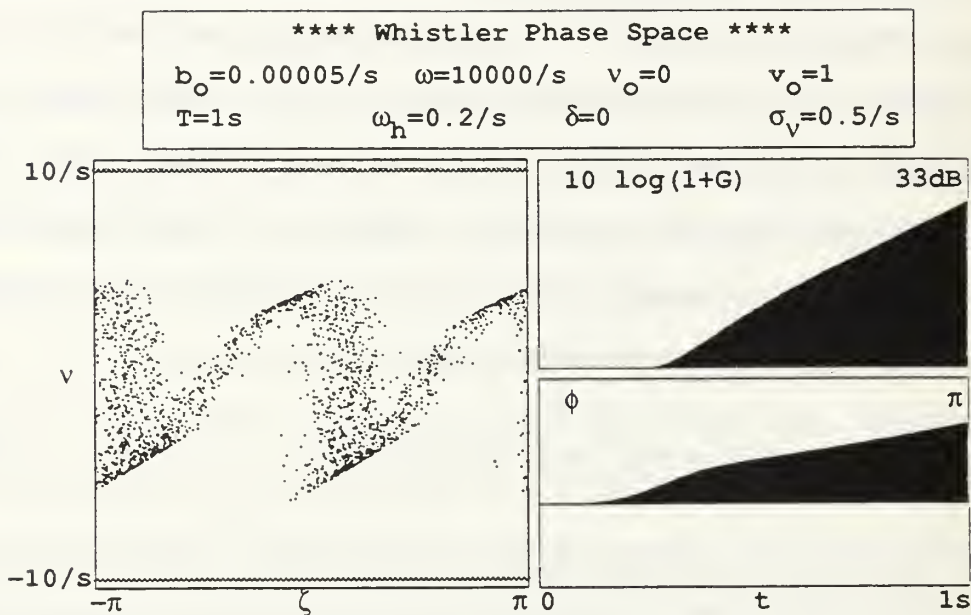 **** Whistler Phase Space ****
b₀=0.00005/s ω=10000/s ν₀=0 v₀=1
T=1s ωₕ=0.2/s δ=0 σᵥ=0.5/s
10/s
ν
-10/s
-π ζ π
10 log(1+G) 33dB
φ π
0 t 1s